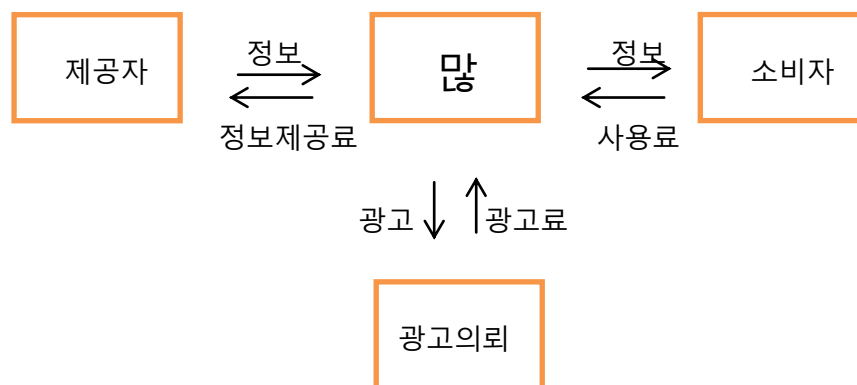 제공자
정보
많
정보
소비자
정보제공료
사용료
광고
광고료
광고의뢰